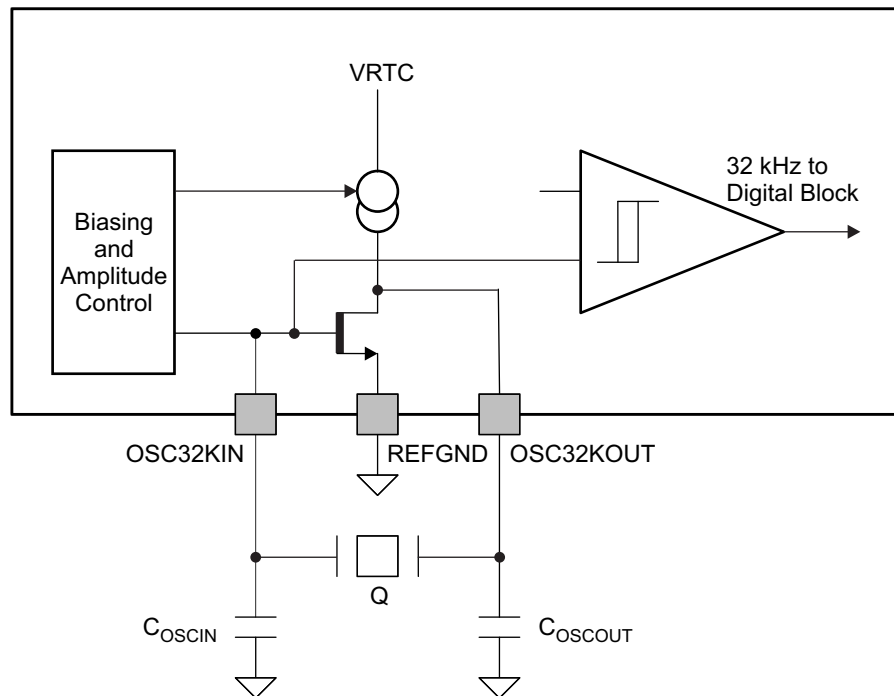 VRTC
32 kHz to
Digital Block
Biasing
and
Amplitude
Control
OSC32KIN
REFGND
OSC32KOUT
Q
COSCIN
COSCOUT